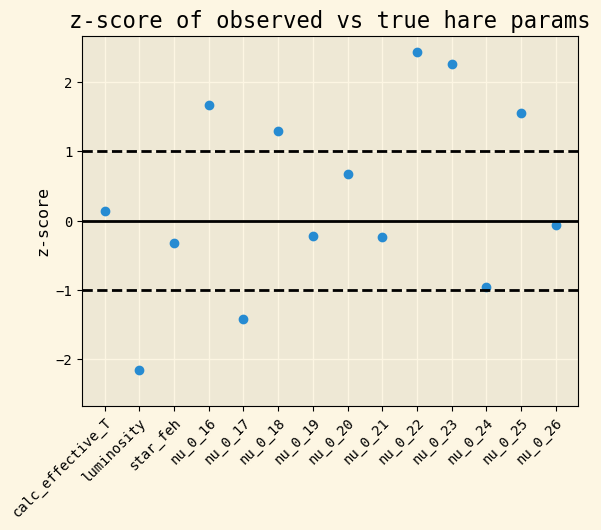 z-score of observed vs true hare params
z-score
2
1
0
−1
−2
calc_effective_T
luminosity
star_feh
nu_0_16
nu_0_17
nu_0_18
nu_0_19
nu_0_20
nu_0_21
nu_0_22
nu_0_23
nu_0_24
nu_0_25
nu_0_26